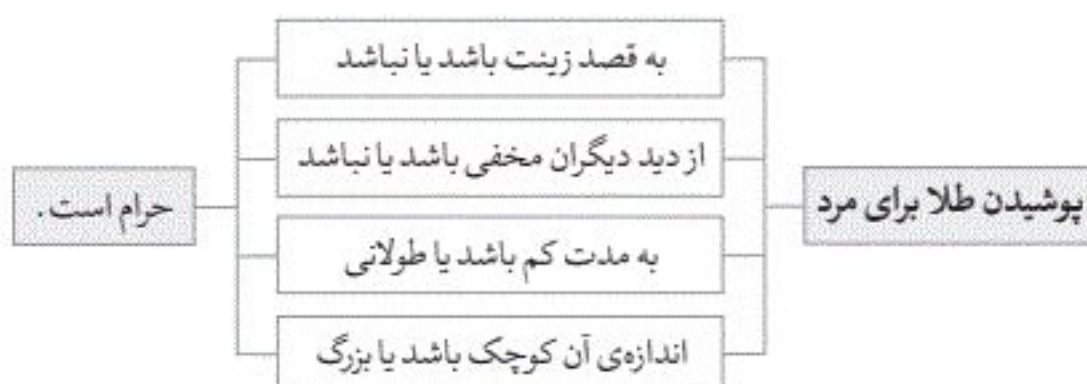 پوشیدن طلا برای مرد
به قصد زینت باشد یا نباشد
از دید دیگران مخفی باشد یا نباشد
به مدت کم باشد یا طولانی
اندازه‌ی آن کوچک باشد یا بزرگ
حرام است.